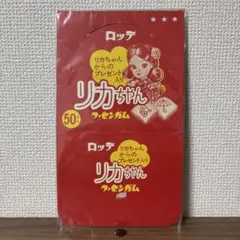 ★★★
ロッテ
リカちゃん
からの
プレゼント
入り
リカちゃん
50円
フーセンガム
ロッテ
リカちゃん
からの
プレゼント入り
リカちゃん
フーセンガム